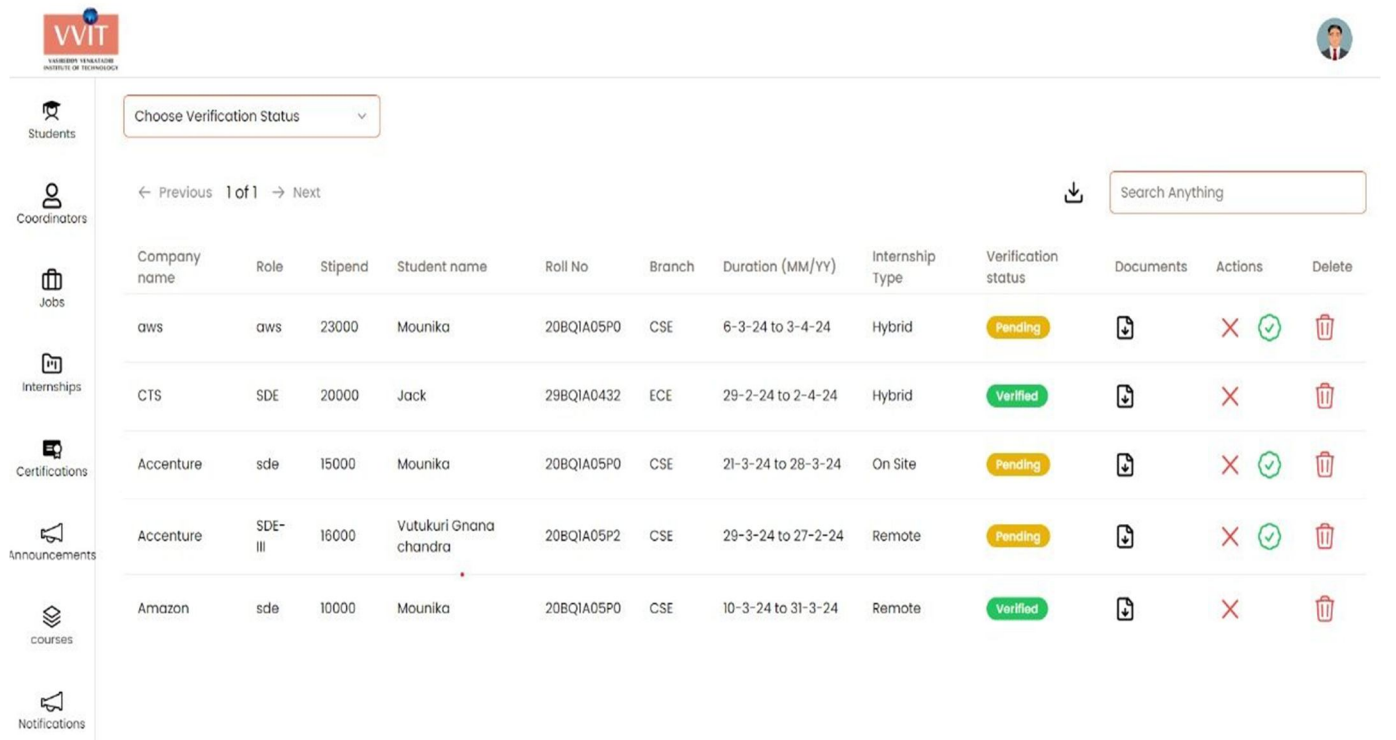 VVIT
VASIREDDY VENKATADRI
INSTITUTE OF TECHNOLOGY
Students
Coordinators
Jobs
Internships
Certifications
Announcements
courses
Notifications
Choose Verification Status
← Previous 1 of 1 → Next
Search Anything
Company name Role Stipend Student name Roll No Branch Duration (MM/YY) Internship Type Verification status Documents Actions Delete
aws aws 23000 Mounika 20BQ1A05P0 CSE 6-3-24 to 3-4-24 Hybrid Pending
CTS SDE 20000 Jack 29BQ1A0432 ECE 29-2-24 to 2-4-24 Hybrid Verified
Accenture sde 15000 Mounika 20BQ1A05P0 CSE 21-3-24 to 28-3-24 On Site Pending
Accenture SDE-III 16000 Vutukuri Gnana chandra 20BQ1A05P2 CSE 29-3-24 to 27-2-24 Remote Pending
Amazon sde 10000 Mounika 20BQ1A05P0 CSE 10-3-24 to 31-3-24 Remote Verified